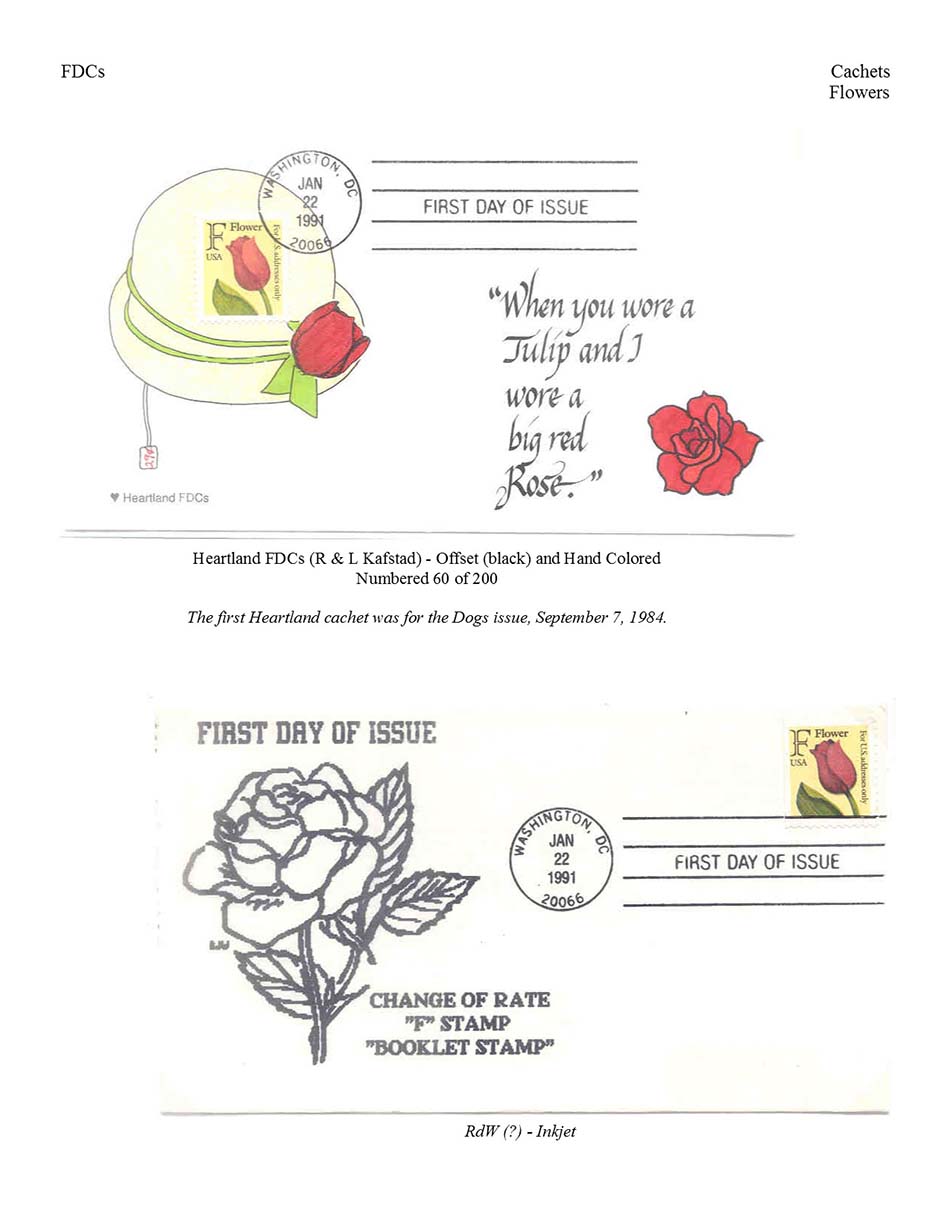 FDCs
Cachets
Flowers
WASHINGTON, DC
JAN
22
1991
20066
FIRST DAY OF ISSUE
F Flower
USA
For U.S. addresses only
“When you wore a
Tulip and I
wore a
big red
Rose.”
29¢
♥ Heartland FDCs
Heartland FDCs (R & L Kafstad) - Offset (black) and Hand Colored
Numbered 60 of 200
The first Heartland cachet was for the Dogs issue, September 7, 1984.
FIRST DAY OF ISSUE
F Flower
USA
For U.S. addresses only
WASHINGTON, DC
JAN
22
1991
20066
FIRST DAY OF ISSUE
CHANGE OF RATE
"F" STAMP
"BOOKLET STAMP"
RdW (?) - Inkjet